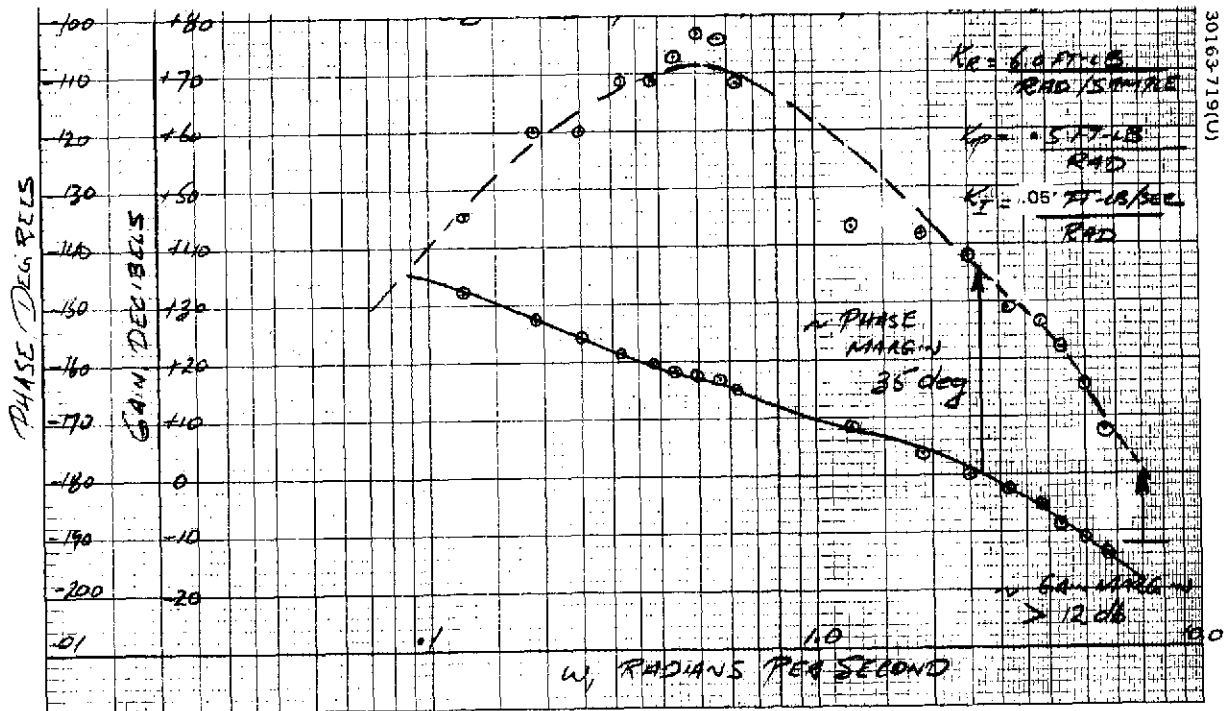 -100 +80
-110 +70
-120 +60
-130 +50
-140 +40
-150 +30
-160 +20
-170 +10
-180 0
-190 -10
-200 -20
.01 .1 1.0 10.0
PHASE DEGREES
GAIN, DECIBELS
ω, RADIANS PER SECOND
KR = 6.0 FT-LB
RAD/SAMPLE
KP = .5 FT-LB
RAD
KI = .05 FT-LB/SEC
RAD
~ PHASE
MARGIN
35 deg
~ GAIN MARGIN
> 12 db
30163-719(U)